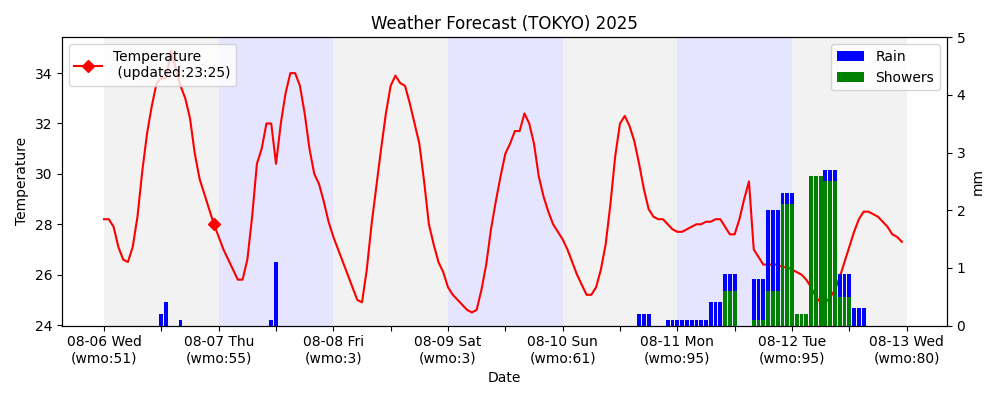 Weather Forecast (TOKYO) 2025
Temperature
(updated:23:25)
Rain
Showers
Temperature
34
32
30
28
26
24
5
4
3
2
1
0
mm
08-06 Wed
(wmo:51)
08-07 Thu
(wmo:55)
08-08 Fri
(wmo:3)
08-09 Sat
(wmo:3)
08-10 Sun
(wmo:61)
08-11 Mon
(wmo:95)
08-12 Tue
(wmo:95)
08-13 Wed
(wmo:80)
Date